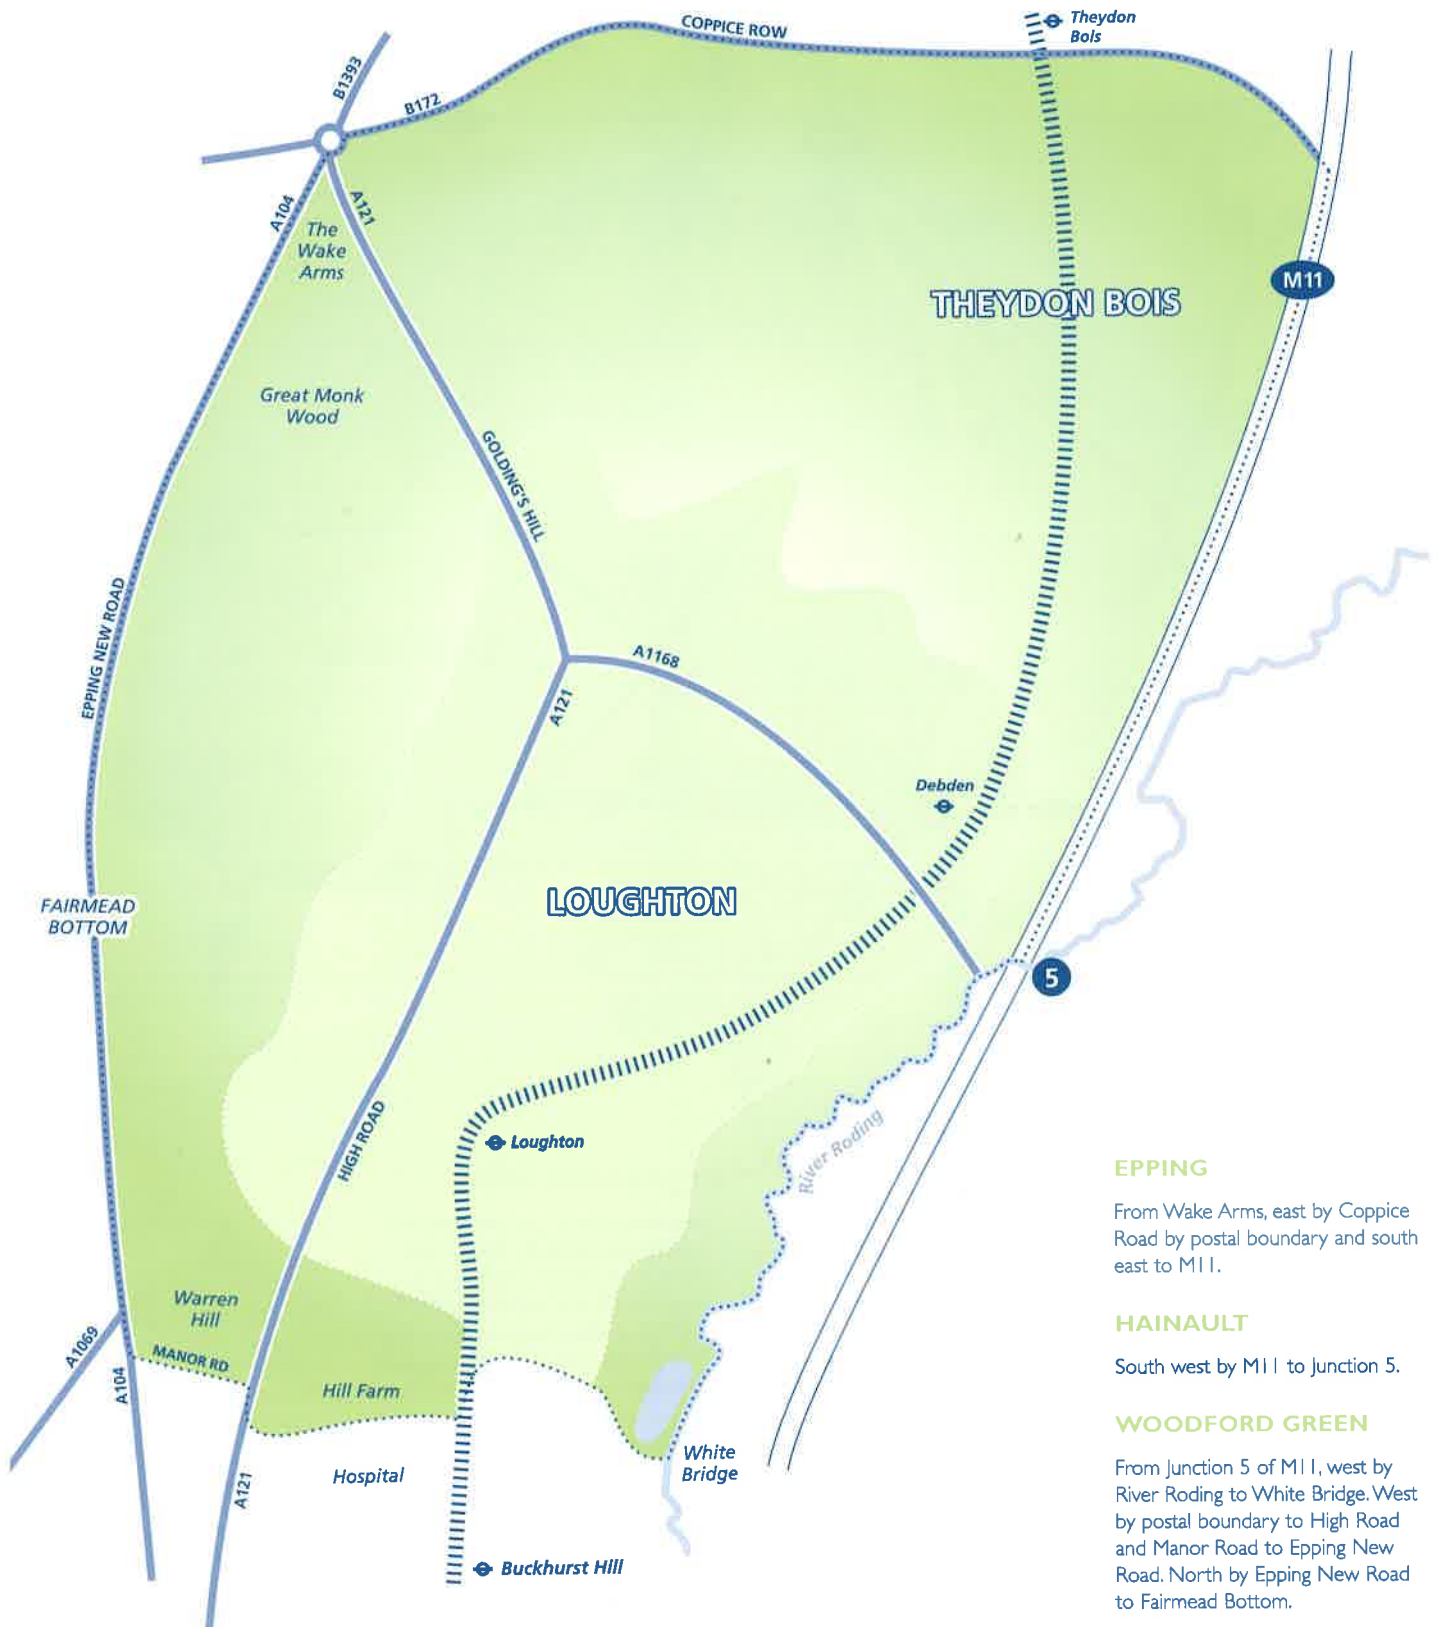 COPPICE ROW
Theydon
Bois
B1393
B172
A104
A121
The
Wake
Arms
M11
THEYDON BOIS
Great Monk
Wood
GOLDING'S HILL
EPPING NEW ROAD
A1168
A121
Debden
LOUGHTON
FAIRMEAD
BOTTOM
5
HIGH ROAD
Loughton
River Roding
Warren
Hill
A1069
MANOR RD
A104
Hill Farm
Hospital
White
Bridge
A121
Buckhurst Hill
EPPING
From Wake Arms, east by Coppice
Road by postal boundary and south
east to M11.
HAINAULT
South west by M11 to Junction 5.
WOODFORD GREEN
From Junction 5 of M11, west by
River Roding to White Bridge. West
by postal boundary to High Road
and Manor Road to Epping New
Road. North by Epping New Road
to Fairmead Bottom.